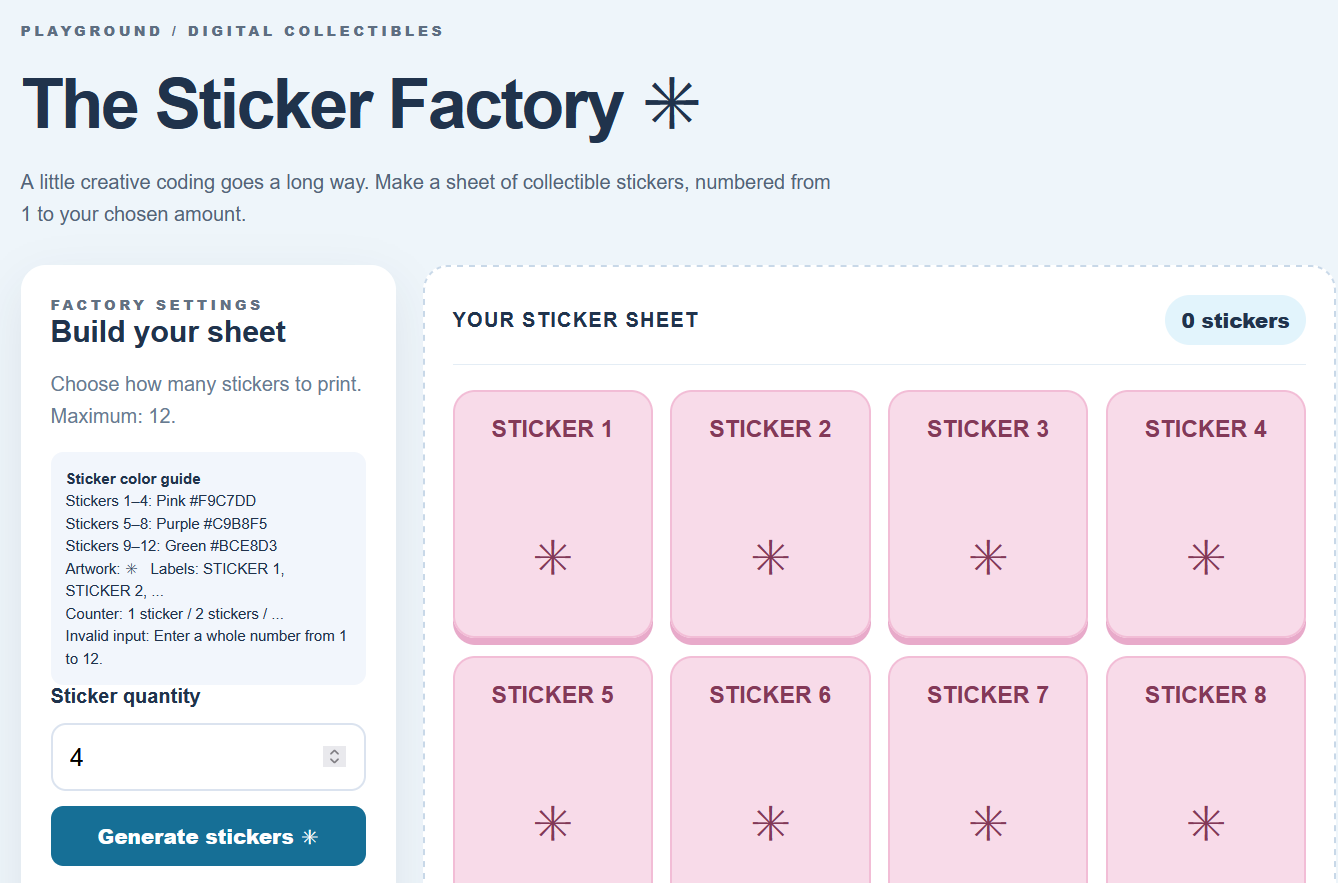 PLAYGROUND / DIGITAL COLLECTIBLES
The Sticker Factory ✳
A little creative coding goes a long way. Make a sheet of collectible stickers, numbered from
1 to your chosen amount.
FACTORY SETTINGS
Build your sheet
Choose how many stickers to print.
Maximum: 12.
Sticker color guide
Stickers 1–4: Pink #F9C7DD
Stickers 5–8: Purple #C9B8F5
Stickers 9–12: Green #BCE8D3
Artwork: ✳ Labels: STICKER 1,
STICKER 2, ...
Counter: 1 sticker / 2 stickers / ...
Invalid input: Enter a whole number from 1
to 12.
Sticker quantity
4
Generate stickers ✳
YOUR STICKER SHEET
0 stickers
STICKER 1
STICKER 2
STICKER 3
STICKER 4
✳
✳
✳
✳
STICKER 5
STICKER 6
STICKER 7
STICKER 8
✳
✳
✳
✳